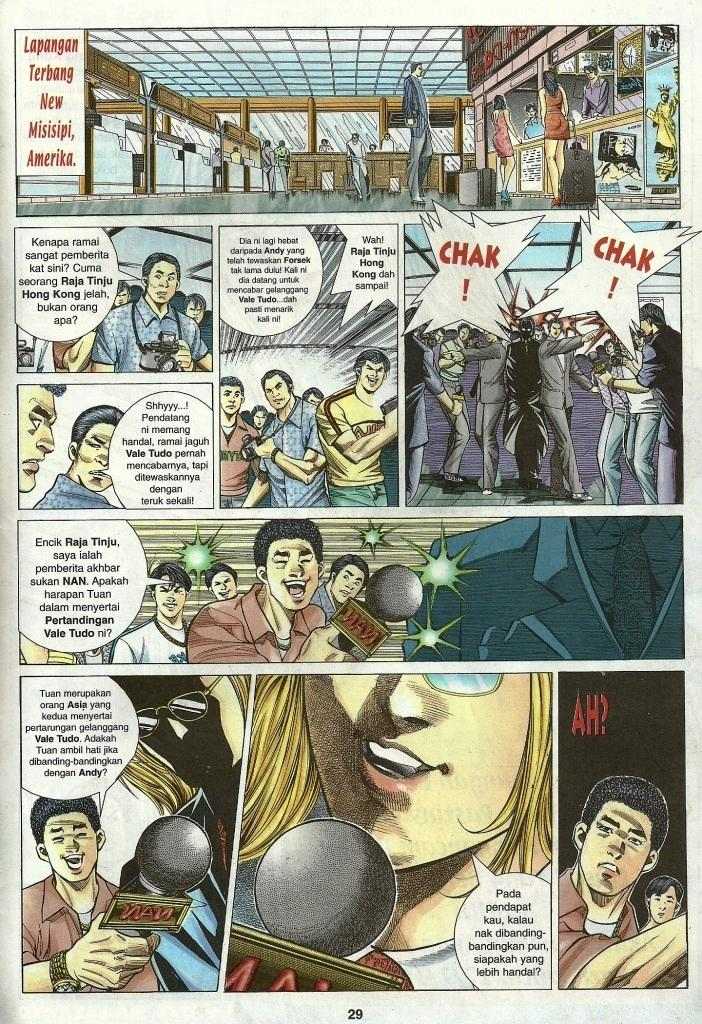 Lapangan
Terbang
New
Misisipi,
Amerika.
Kenapa ramai
sangat pemberita
kat sini? Cuma
seorang Raja Tinju
Hong Kong jelah,
bukan orang
apa?
Dia ni lagi hebat
daripada Andy yang
telah tewaskan Forsek
tak lama dulu! Kali ni
dia datang untuk
mencabar gelanggang
Vale Tudo...dah
pasti menarik
kali ni!
Wah!
Raja Tinju
Hong
Kong dah
sampai!
CHAK
!
CHAK
!
Shhyyy...!
Pendatang
ni memang
handal, ramai jaguh
Vale Tudo pernah
mencabarnya, tapi
ditewaskannya
dengan
teruk sekali!
Encik Raja Tinju,
saya ialah
pemberita akhbar
sukan NAN. Apakah
harapan Tuan
dalam menyertai
Pertandingan
Vale Tudo ni?
NAN
Tuan merupakan
orang Asia yang
kedua menyertai
pertarungan gelanggang
Vale Tudo. Adakah
Tuan ambil hati jika
dibanding-bandingkan
dengan Andy?
NAN
Pada
pendapat
kau, kalau
nak dibanding-
bandingkan pun,
siapakah yang
lebih handal?
AH?
29